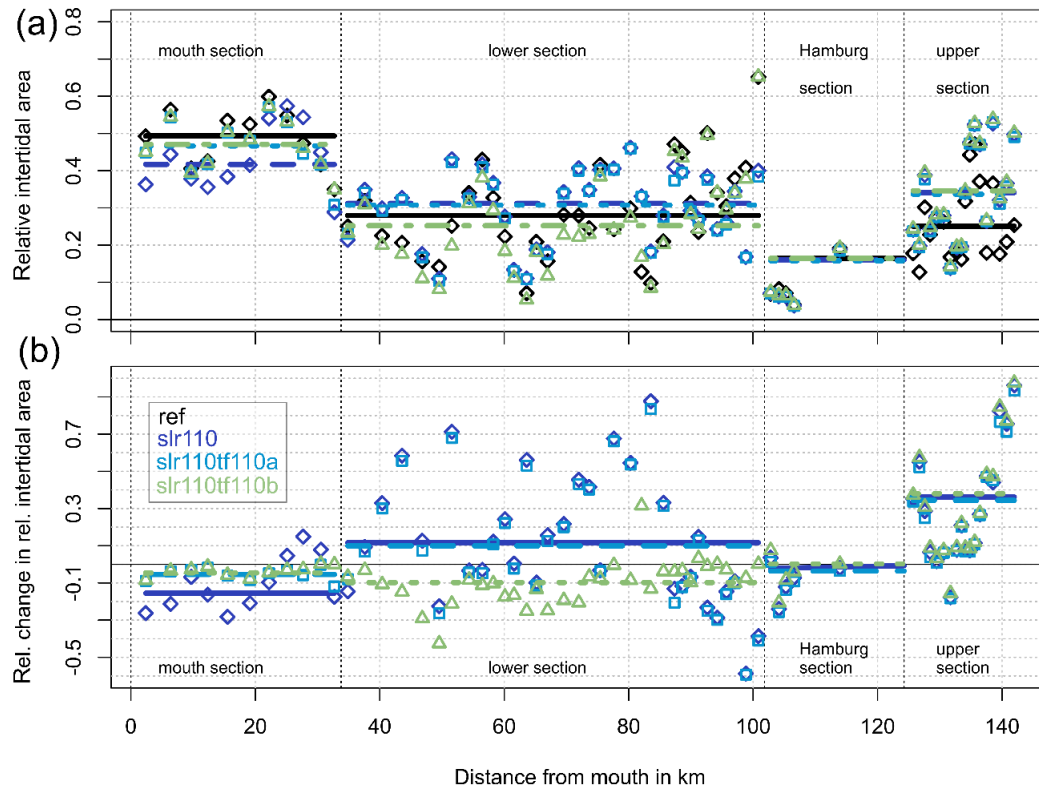 (a)
Relative intertidal area
0.8
0.6
0.4
0.2
0.0
mouth section
lower section
Hamburg
section
upper
section
(b)
Rel. change in rel. intertidal area
0.7
0.3
-0.1
-0.5
ref
slr110
slr110tf110a
slr110tf110b
mouth section
lower section
Hamburg
section
upper
section
0
20
40
60
80
100
120
140
Distance from mouth in km